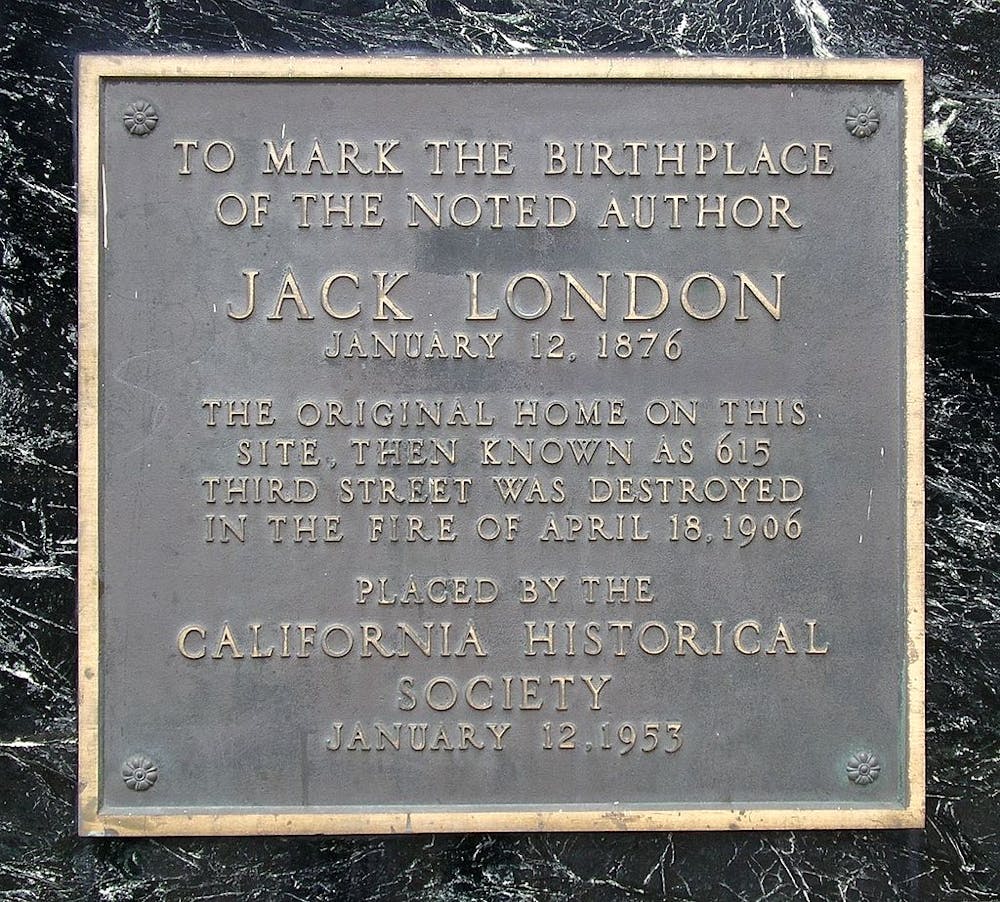 TO MARK THE BIRTHPLACE
OF THE NOTED AUTHOR
JACK LONDON
JANUARY 12, 1876
THE ORIGINAL HOME ON THIS
SITE, THEN KNOWN AS 615
THIRD STREET WAS DESTROYED
IN THE FIRE OF APRIL 18, 1906
PLACED BY THE
CALIFORNIA HISTORICAL
SOCIETY
JANUARY 12, 1953